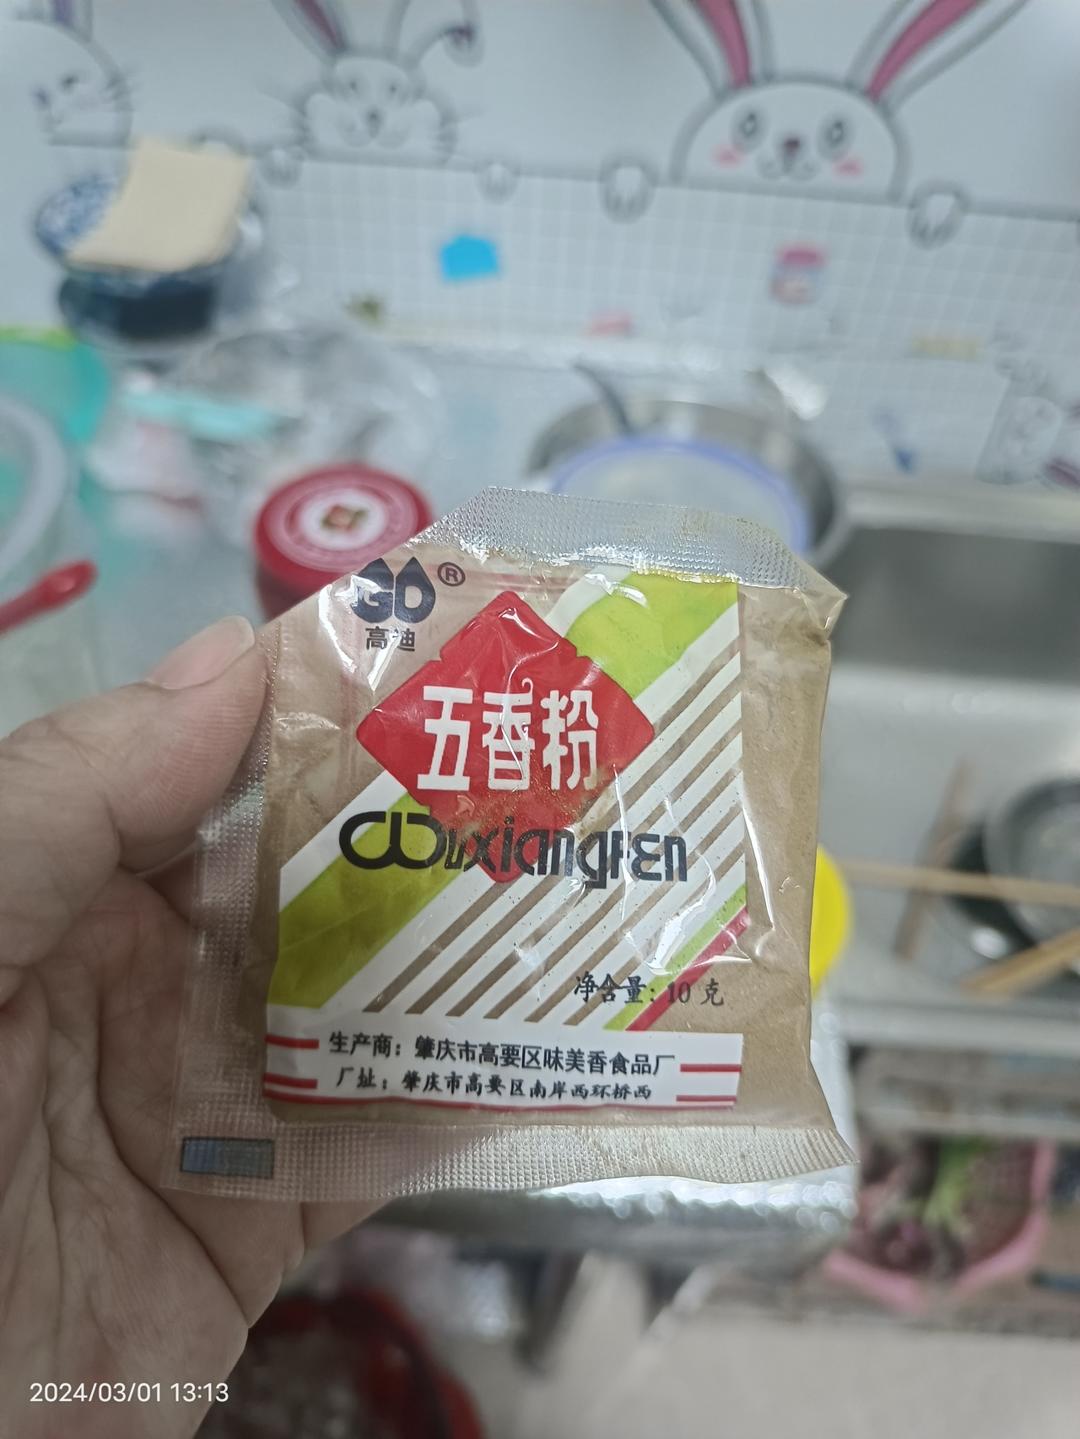 GD®
高迪
五香粉
WuxiangFEn
净含量: 10 克
生产商: 肇庆市高要区味美香食品厂
厂址: 肇庆市高要区南岸西环桥西
2024/03/01 13:13